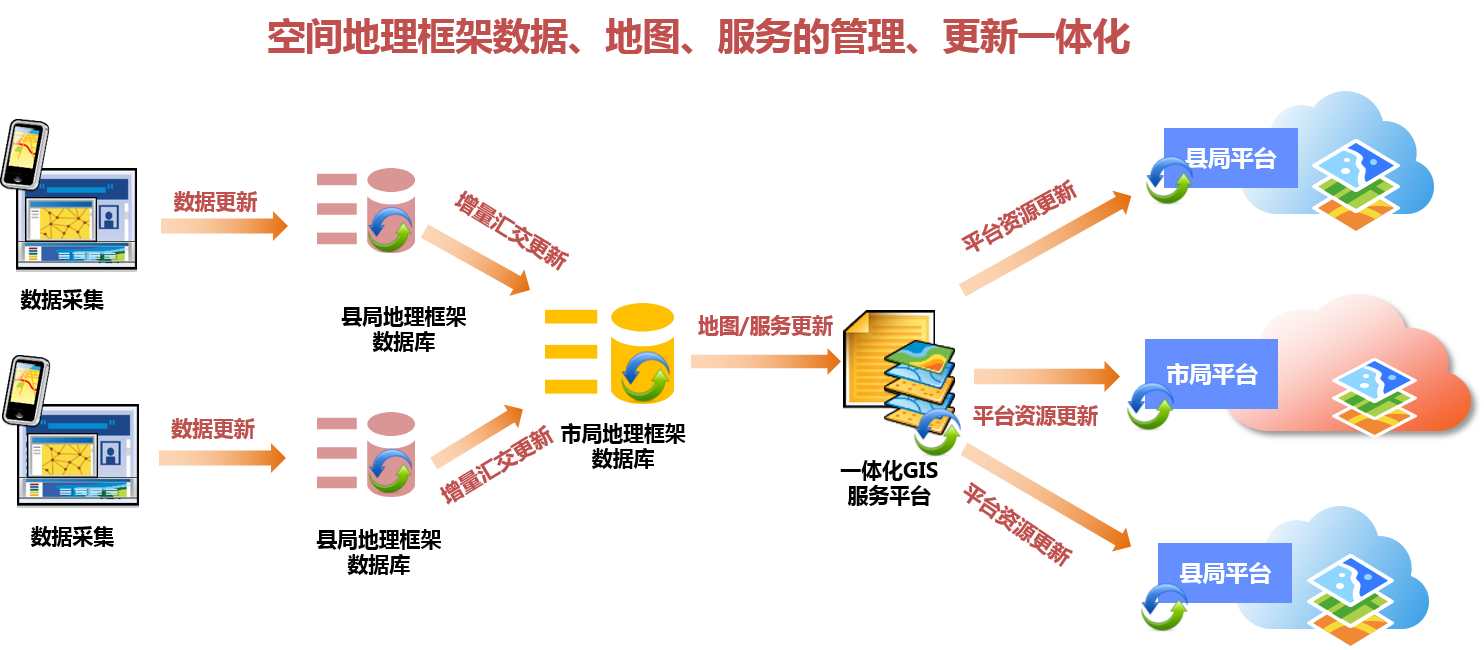 空间地理框架数据、地图、服务的管理、更新一体化
数据采集
数据更新
县局地理框架
数据库
增量汇交更新
数据采集
数据更新
县局地理框架
数据库
增量汇交更新
市局地理框架
数据库
地图/服务更新
一体化GIS
服务平台
平台资源更新
县局平台
平台资源更新
市局平台
平台资源更新
县局平台